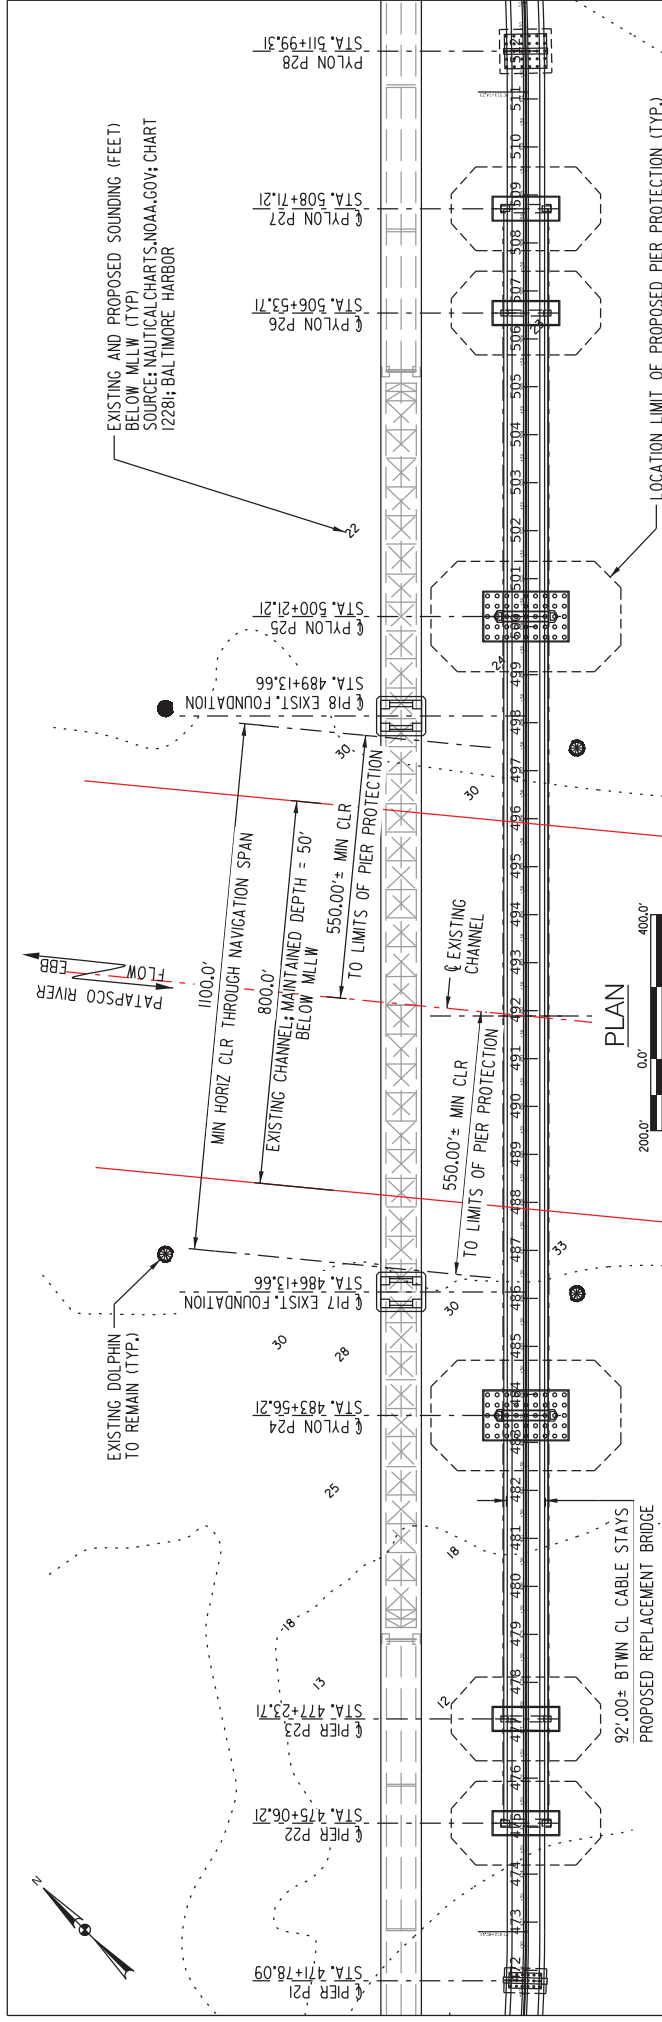 EXISTING AND PROPOSED SOUNDING (FEET)
BELOW MLLW (TYP)
SOURCE: NAUTICALCHARTS.NOAA.GOV; CHART
12281; BALTIMORE HARBOR
EXISTING DOLPHIN
TO REMAIN (TYP.)
N
PATAPSCO RIVER
EBB
FLOW
1100.0'
MIN HORIZ CLR THROUGH NAVIGATION SPAN
800.0'
EXISTING CHANNEL; MAINTAINED DEPTH = 50'
BELOW MLLW
550.00'± MIN CLR
TO LIMITS OF PIER PROTECTION
550.00'± MIN CLR
TO LIMITS OF PIER PROTECTION
℄ EXISTING
CHANNEL
℄ PIER P21
STA. 471+78.09
℄ PIER P22
STA. 475+06.21
℄ PIER P23
STA. 477+23.71
℄ PYLON P24
STA. 483+56.21
℄ P17 EXIST. FOUNDATION
STA. 486+13.66
℄ P18 EXIST. FOUNDATION
STA. 489+13.66
℄ PYLON P25
STA. 500+21.21
℄ PYLON P26
STA. 506+53.71
℄ PYLON P27
STA. 508+71.21
PYLON P28
STA. 511+99.31
22
30
28
25
18
13
30
30
24
30
33
18
12
23
472
473
474
475
476
477
478
479
480
481
482
483
484
485
486
487
488
489
490
491
492
493
494
495
496
497
498
499
500
501
502
503
504
505
506
507
508
509
510
511
512
92'.00± BTWN CL CABLE STAYS
PROPOSED REPLACEMENT BRIDGE
LOCATION LIMIT OF PROPOSED PIER PROTECTION (TYP.)
PLAN
200.0'
0.0'
400.0'